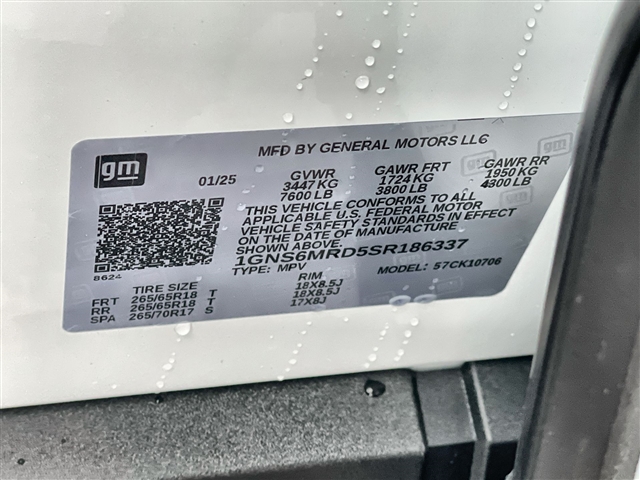 MFD BY GENERAL MOTORS LLC
gm
01/25
GVWR
3447 KG
7600 LB
GAWR FRT
1724 KG
3800 LB
GAWR RR
1950 KG
4300 LB
THIS VEHICLE CONFORMS TO ALL
APPLICABLE U.S. FEDERAL MOTOR
VEHICLE SAFETY STANDARDS IN EFFECT
ON THE DATE OF MANUFACTURE
SHOWN ABOVE.
1GNS6MRD5SR186337
TYPE: MPV MODEL: 57CK10706
8624
TIRE SIZE RIM
FRT 265/65R18 T 18X8.5J
RR 265/65R18 T 18X8.5J
SPA 265/70R17 S 17X8J